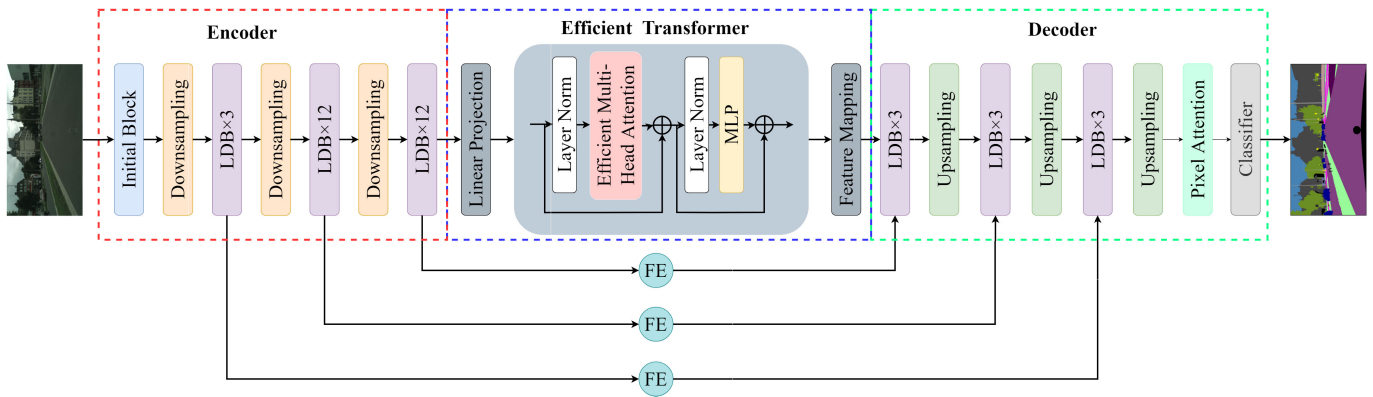 Encoder
Efficient Transformer
Decoder
Initial Block
Downsampling
LDB×3
Downsampling
LDB×12
Downsampling
LDB×12
Linear Projection
Layer Norm
Efficient Multi-
Head Attention
Layer Norm
MLP
Feature Mapping
LDB×3
Upsampling
LDB×3
Upsampling
LDB×3
Upsampling
Pixel Attention
Classifier
FE
FE
FE